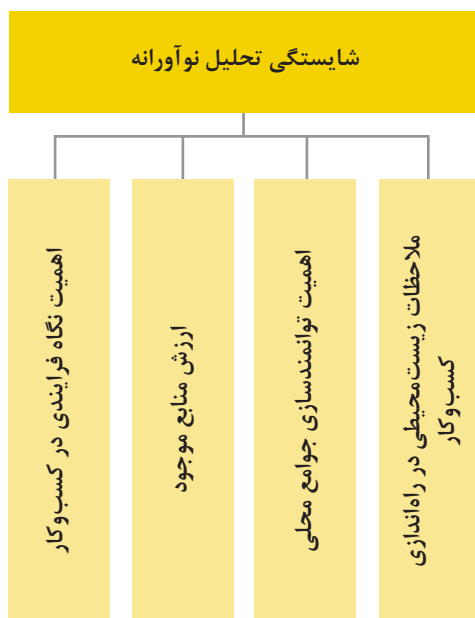 شایستگی تحلیل نوآورانه
ملاحظات زیست‌محیطی در راه‌اندازی
کسب‌وکار
اهمیت توانمندسازی جوامع محلی
ارزش منابع موجود
اهمیت نگاه فرایندی در کسب‌وکار